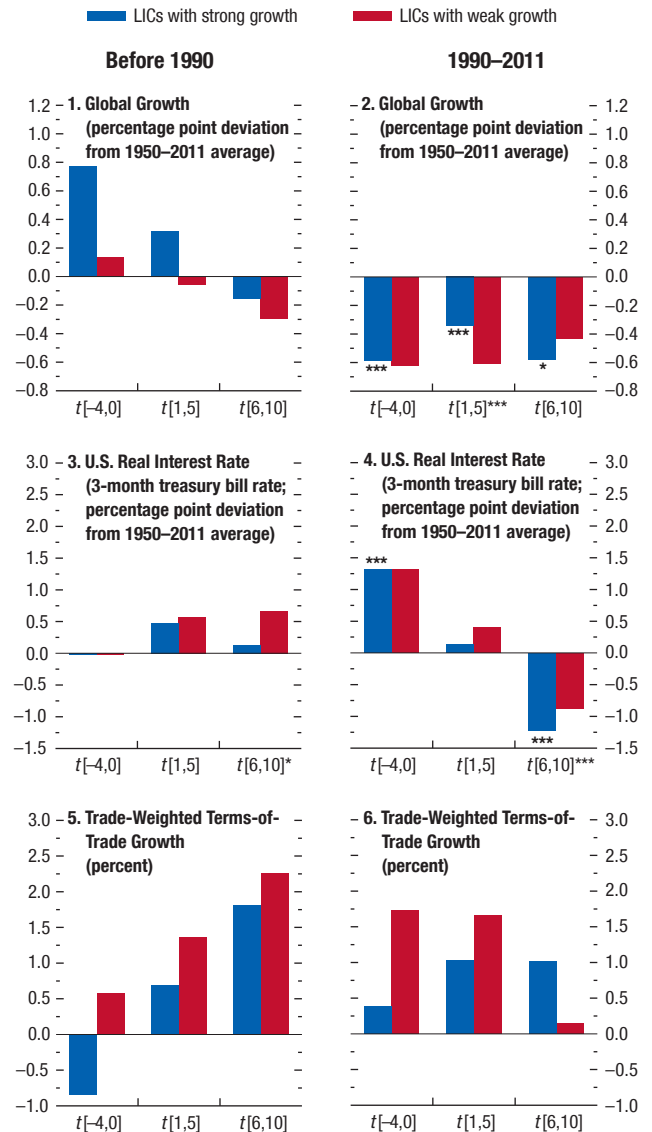 LICs with strong growth LICs with weak growth
Before 1990 1990–2011
1. Global Growth
(percentage point deviation
from 1950–2011 average)
1.2
1.0
0.8
0.6
0.4
0.2
0.0
–0.2
–0.4
–0.6
–0.8
t[–4,0] t[1,5] t[6,10]
2. Global Growth
(percentage point deviation
from 1950–2011 average)
1.2
1.0
0.8
0.6
0.4
0.2
0.0
–0.2
–0.4
–0.6
–0.8
*** *** *
t[–4,0] t[1,5]*** t[6,10]
3. U.S. Real Interest Rate
(3-month treasury bill rate;
percentage point deviation
from 1950–2011 average)
3.0
2.5
2.0
1.5
1.0
0.5
0.0
–0.5
–1.0
–1.5
t[–4,0] t[1,5] t[6,10]*
4. U.S. Real Interest Rate
(3-month treasury bill rate;
percentage point deviation
from 1950–2011 average)
3.0
2.5
2.0
1.5
1.0
0.5
0.0
–0.5
–1.0
–1.5
***
***
t[–4,0] t[1,5] t[6,10]***
5. Trade-Weighted Terms-of-
Trade Growth
(percent)
3.0
2.5
2.0
1.5
1.0
0.5
0.0
–0.5
–1.0
t[–4,0] t[1,5] t[6,10]
6. Trade-Weighted Terms-of-
Trade Growth
(percent)
3.0
2.5
2.0
1.5
1.0
0.5
0.0
–0.5
–1.0
t[–4,0] t[1,5] t[6,10]